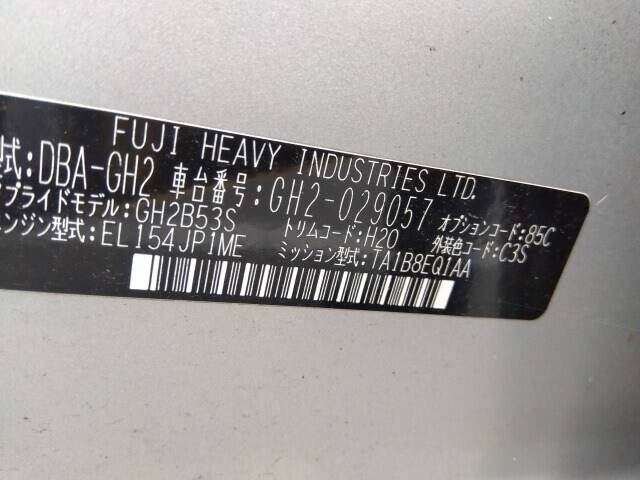 FUJI HEAVY INDUSTRIES LTD.
式:DBA-GH2 車台番号:GH2-029057 オプションコード:85C
プライドモデル:GH2B53S トリムコード:H20 外装色コード:C3S
ンジン型式:EL154JP1ME ミッション型式:TA1B8EQ1AA